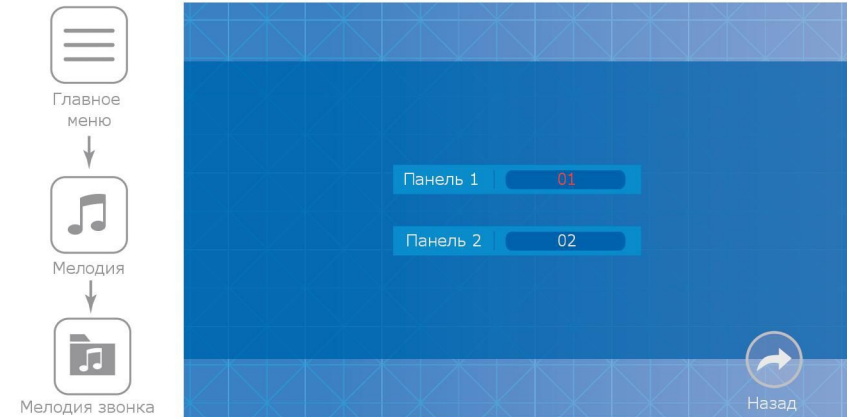 Главное
меню
Мелодия
Мелодия звонка
Панель 1 01
Панель 2 02
Назад